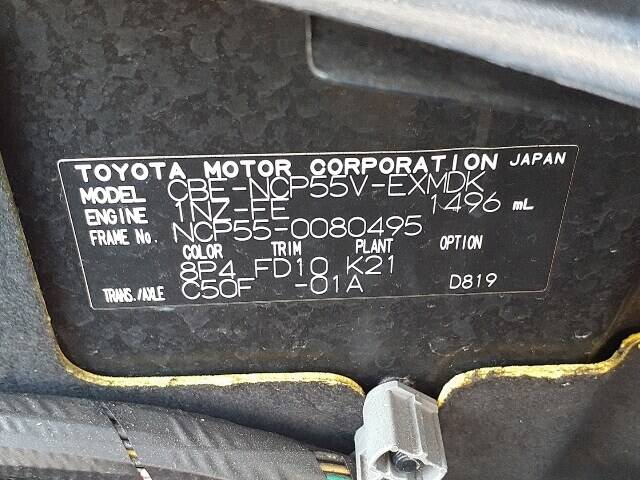 TOYOTA MOTOR CORPORATION JAPAN
MODEL CBE-NCP55V-EXMDK
ENGINE 1NZ-FE 1496 mL
FRAME No. NCP55-0080495
COLOR TRIM PLANT OPTION
8P4 FD10 K21
TRANS./AXLE C50F -01A D819